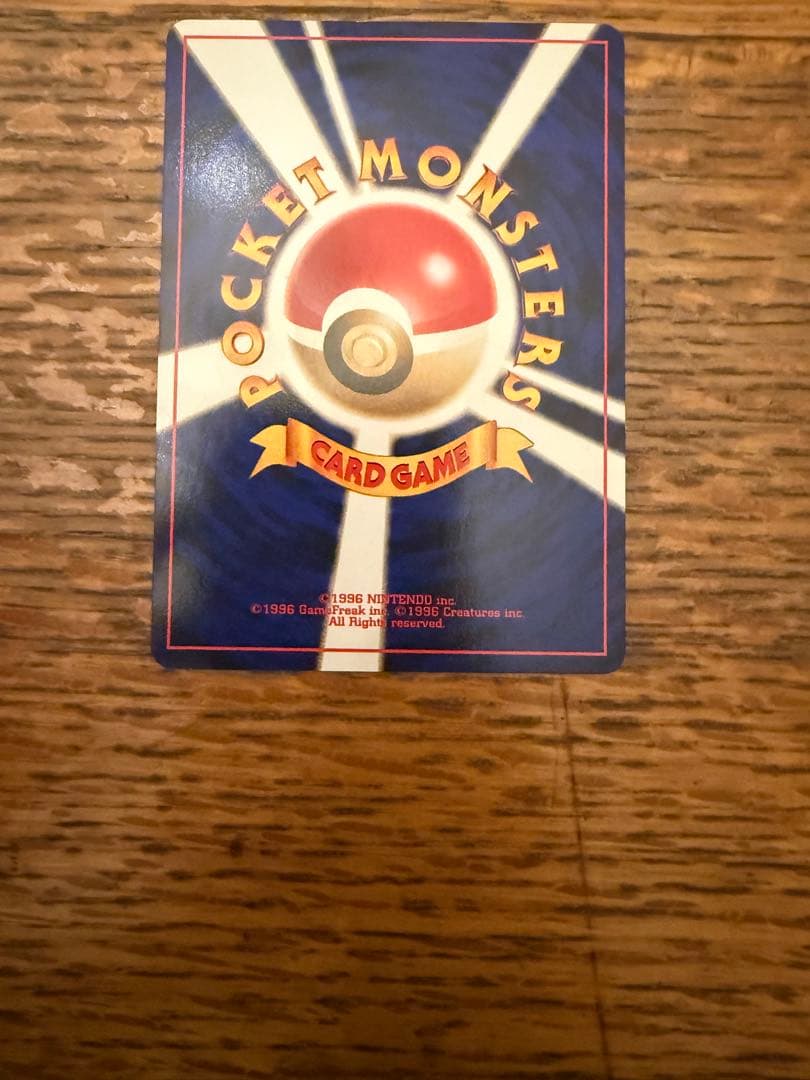 POCKET MONSTERS
CARD GAME
©1996 NINTENDO inc.
©1996 GameFreak inc. ©1996 Creatures inc.
All Rights reserved.